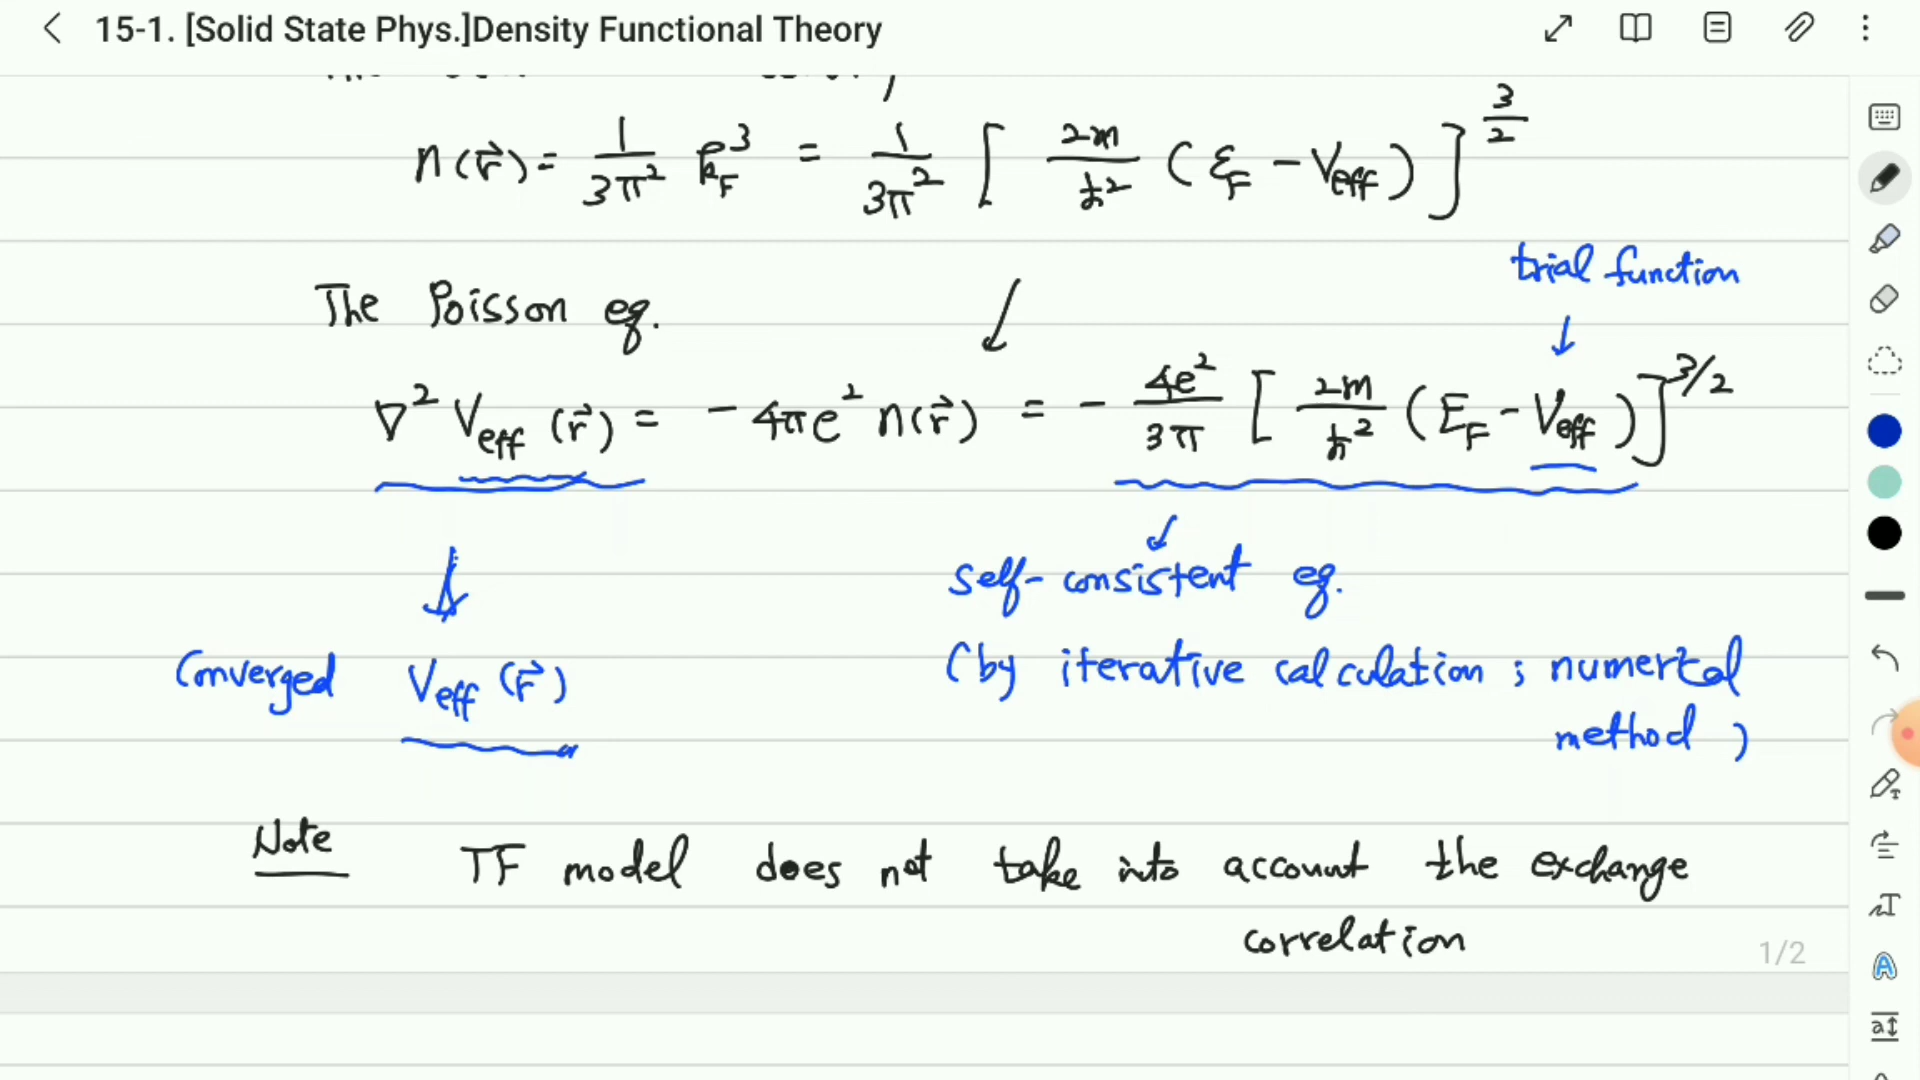 15-1. [Solid State Phys.]Density Functional Theory
n(r⃗) = 1/3π² k_F³ = 1/3π² [ 2m/ħ² (ε_F - V_eff) ]^3/2
trial function
The Poisson eq.
∇² V_eff (r⃗) = - 4πe² n(r⃗) = - 4e²/3π [ 2m/ħ² (E_F - V_eff) ]^3/2
self-consistent eq.
Converged V_eff (r⃗)
(by iterative calculation ; numerical
method )
Note TF model does not take into account the exchange
correlation
1/2